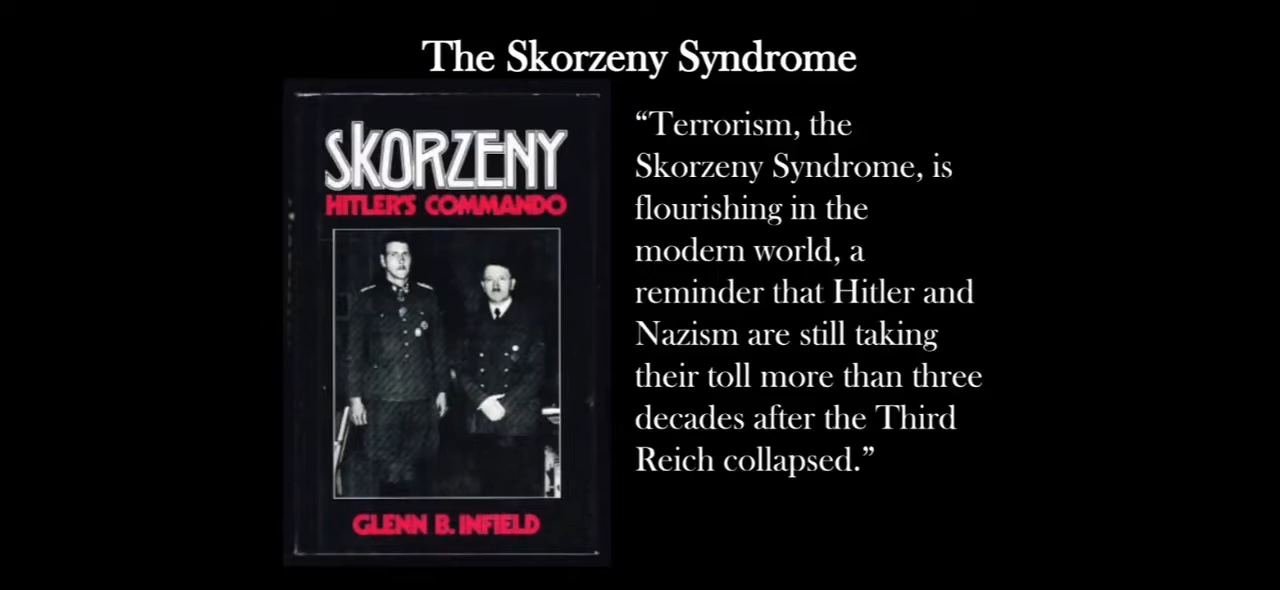 The Skorzeny Syndrome
SKORZENY
HITLER'S COMMANDO
GLENN B. INFIELD
“Terrorism, the
Skorzeny Syndrome, is
flourishing in the
modern world, a
reminder that Hitler and
Nazism are still taking
their toll more than three
decades after the Third
Reich collapsed.”